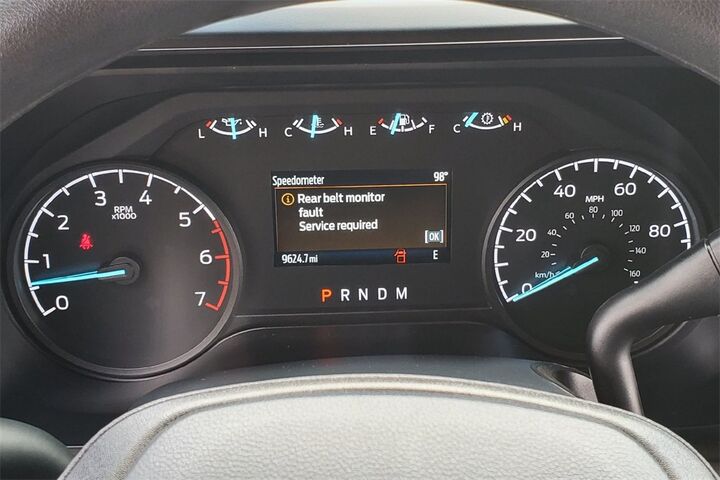 L H C H E F C H
Speedometer 98°
Rear belt monitor
fault
Service required
[OK]
9624.7 mi E
P R N D M
RPM
x1000
0 1 2 3 4 5 6 7
MPH
0 20 40 60 80
km/h
20 40 60 80 100 120 140 160